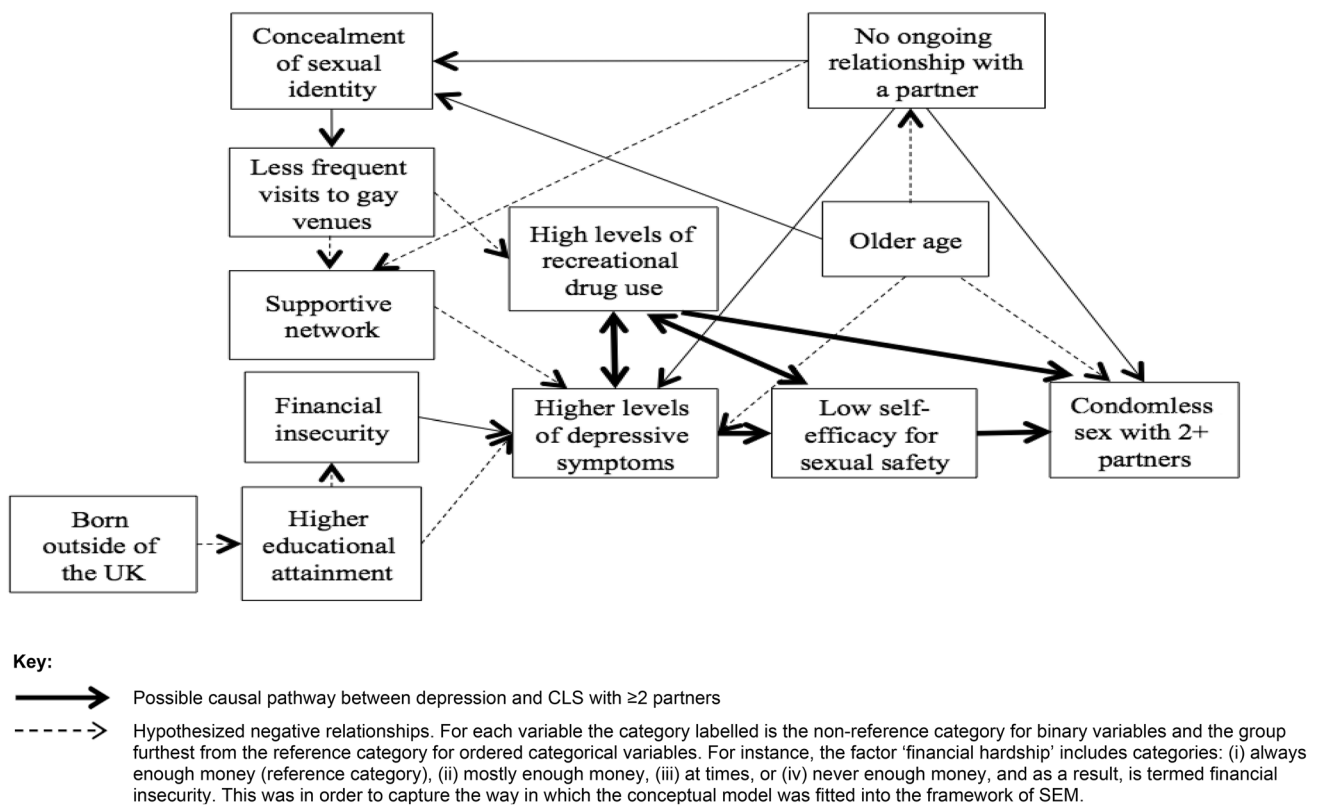 Concealment
of sexual
identity
No ongoing
relationship with
a partner
Less frequent
visits to gay
venues
High levels of
recreational
drug use
Older age
Supportive
network
Financial
insecurity
Higher levels
of depressive
symptoms
Low self-
efficacy for
sexual safety
Condomless
sex with 2+
partners
Born
outside of
the UK
Higher
educational
attainment
Key:
Possible causal pathway between depression and CLS with ≥2 partners
Hypothesized negative relationships. For each variable the category labelled is the non-reference category for binary variables and the group
furthest from the reference category for ordered categorical variables. For instance, the factor ‘financial hardship’ includes categories: (i) always
enough money (reference category), (ii) mostly enough money, (iii) at times, or (iv) never enough money, and as a result, is termed financial
insecurity. This was in order to capture the way in which the conceptual model was fitted into the framework of SEM.